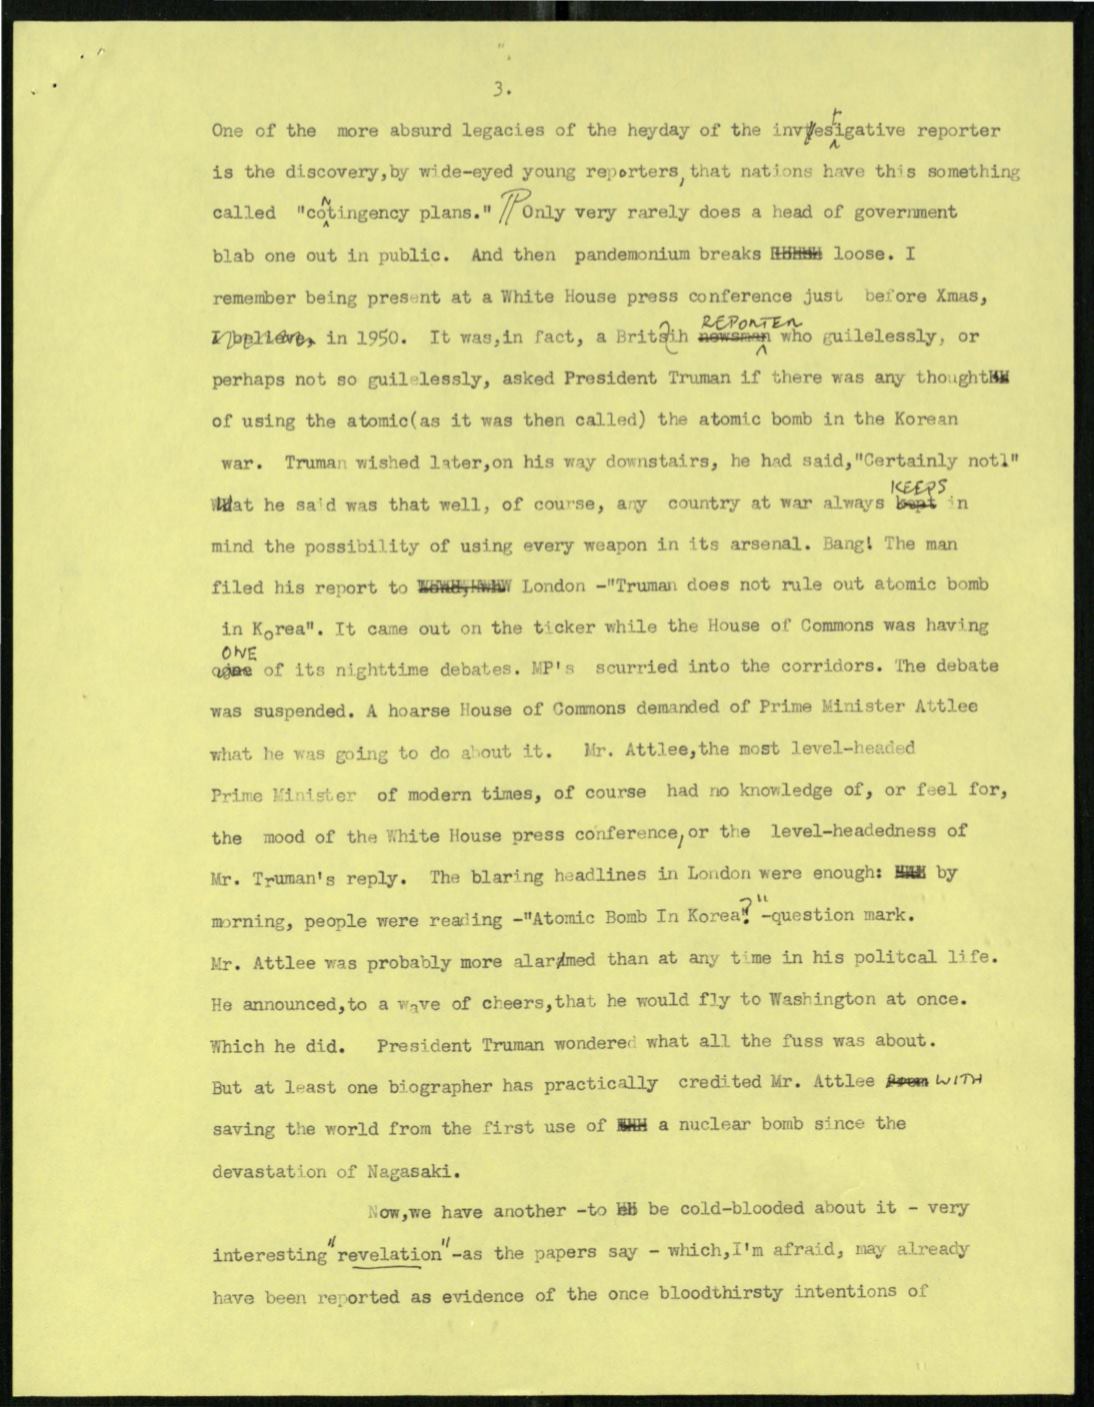 3.
One of the more absurd legacies of the heyday of the investigative reporter
is the discovery,by wide-eyed young reporters, that nations have this something
called "contingency plans." Only very rarely does a head of government
blab one out in public. And then pandemonium breaks loose. I
remember being present at a White House press conference just before Xmas,
in 1950. It was,in fact, a British REPORTER who guilelessly, or
perhaps not so guilelessly, asked President Truman if there was any thought
of using the atomic(as it was then called) the atomic bomb in the Korean
war. Truman wished later,on his way downstairs, he had said,"Certainly not!"
What he said was that well, of course, any country at war always KEEPS in
mind the possibility of using every weapon in its arsenal. Bang! The man
filed his report to London -"Truman does not rule out atomic bomb
in Korea". It came out on the ticker while the House of Commons was having
ONE of its nighttime debates. MP's scurried into the corridors. The debate
was suspended. A hoarse House of Commons demanded of Prime Minister Attlee
what he was going to do about it. Mr. Attlee,the most level-headed
Prime Minister of modern times, of course had no knowledge of, or feel for,
the mood of the White House press conference, or the level-headedness of
Mr. Truman's reply. The blaring headlines in London were enough: by
morning, people were reading -"Atomic Bomb In Korea?" -question mark.
Mr. Attlee was probably more alarmed than at any time in his politcal life.
He announced,to a wave of cheers,that he would fly to Washington at once.
Which he did. President Truman wondered what all the fuss was about.
But at least one biographer has practically credited Mr. Attlee WITH
saving the world from the first use of a nuclear bomb since the
devastation of Nagasaki.
Now,we have another -to be cold-blooded about it - very
interesting "revelation" -as the papers say - which,I'm afraid, may already
have been reported as evidence of the once bloodthirsty intentions of